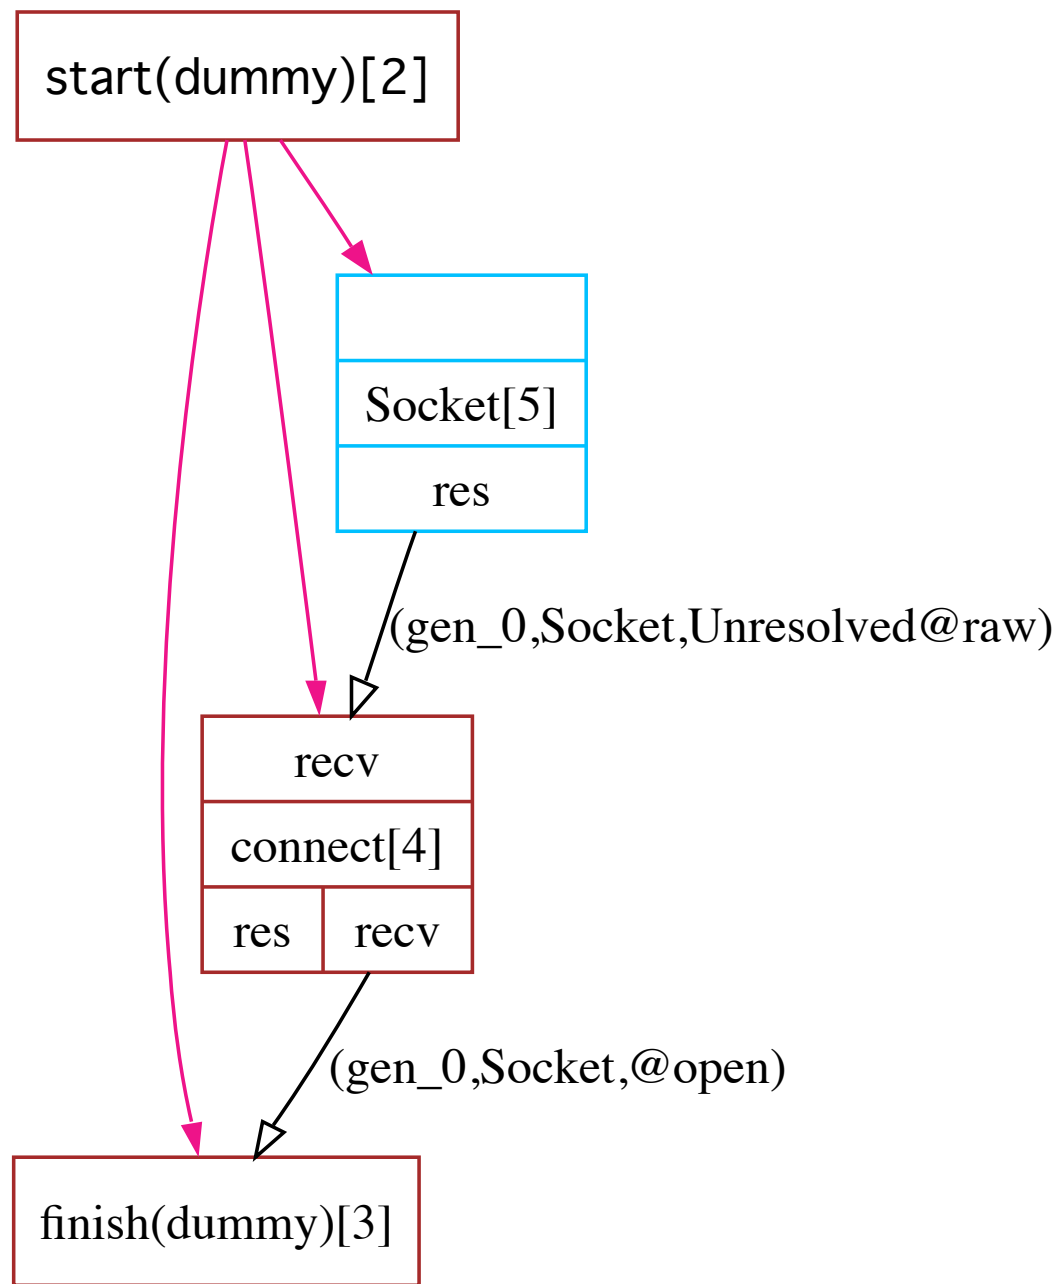 start(dummy)[2]
Socket[5]
res
(gen_0,Socket,Unresolved@raw)
recv
connect[4]
res recv
(gen_0,Socket,@open)
finish(dummy)[3]